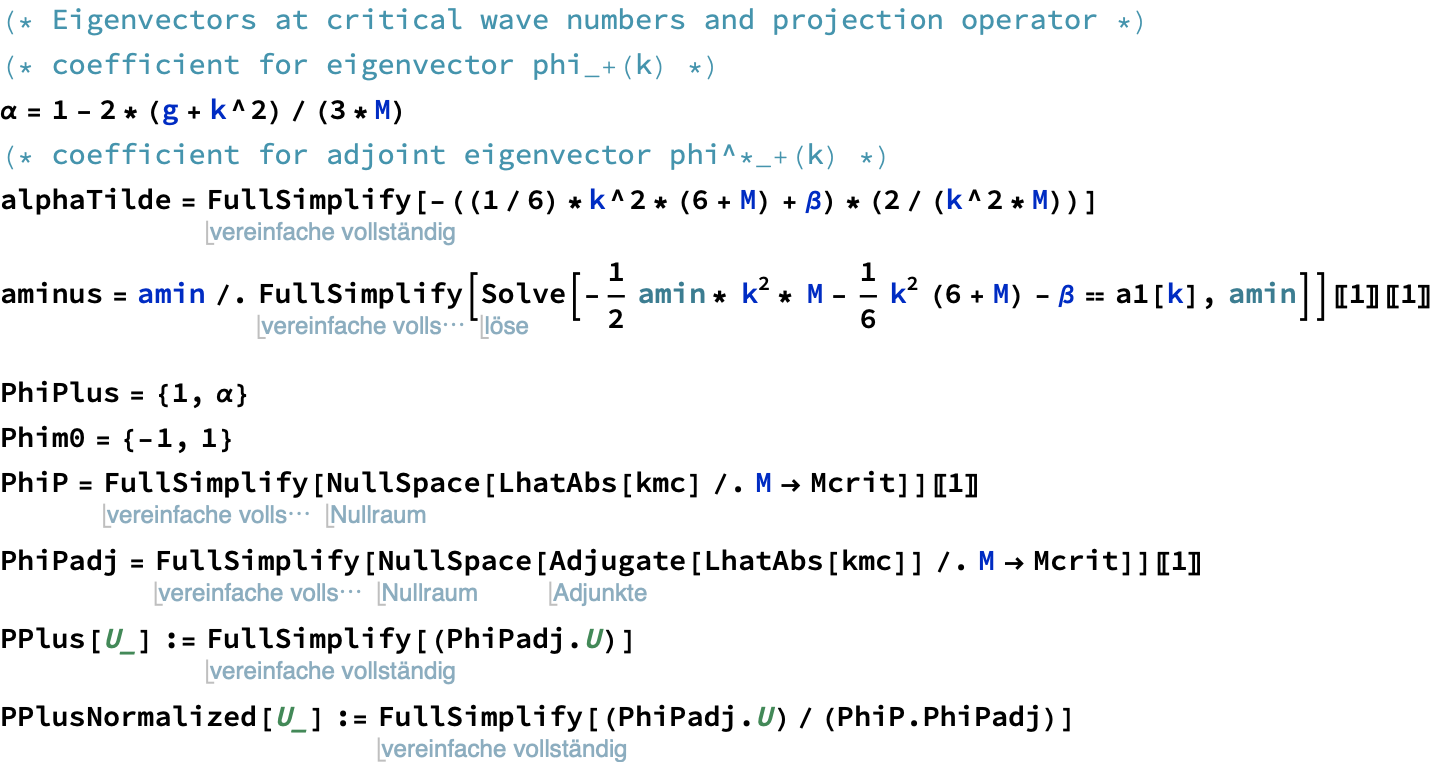 (* Eigenvectors at critical wave numbers and projection operator *)
(* coefficient for eigenvector phi_+(k) *)
α = 1 - 2 * (g + k^2) / (3 * M)
(* coefficient for adjoint eigenvector phi^*_+(k) *)
alphaTilde = FullSimplify[-((1/6) * k^2 * (6 + M) + β) * (2 / (k^2 * M))]
vereinfache vollständig
aminus = amin /. FullSimplify[Solve[-1/2 amin * k² * M - 1/6 k² (6 + M) - β == a1[k], amin]]〚1〛〚1〛
vereinfache volls⋯ löse
PhiPlus = {1, α}
Phim0 = {-1, 1}
PhiP = FullSimplify[NullSpace[LhatAbs[kmc] /. M → Mcrit]]〚1〛
vereinfache volls⋯ Nullraum
PhiPadj = FullSimplify[NullSpace[Adjugate[LhatAbs[kmc]] /. M → Mcrit]]〚1〛
vereinfache volls⋯ Nullraum Adjunkte
PPlus[U_] := FullSimplify[(PhiPadj.U)]
vereinfache vollständig
PPlusNormalized[U_] := FullSimplify[(PhiPadj.U) / (PhiP.PhiPadj)]
vereinfache vollständig